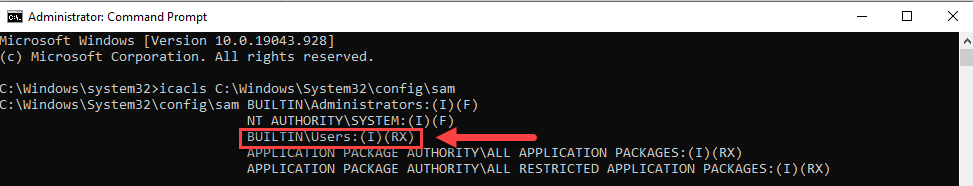 Administrator: Command Prompt
Microsoft Windows [Version 10.0.19043.928]
(c) Microsoft Corporation. All rights reserved.
C:\Windows\system32>icacls C:\Windows\System32\config\sam
C:\Windows\System32\config\sam BUILTIN\Administrators:(I)(F)
NT AUTHORITY\SYSTEM:(I)(F)
BUILTIN\Users:(I)(RX)
APPLICATION PACKAGE AUTHORITY\ALL APPLICATION PACKAGES:(I)(RX)
APPLICATION PACKAGE AUTHORITY\ALL RESTRICTED APPLICATION PACKAGES:(I)(RX)